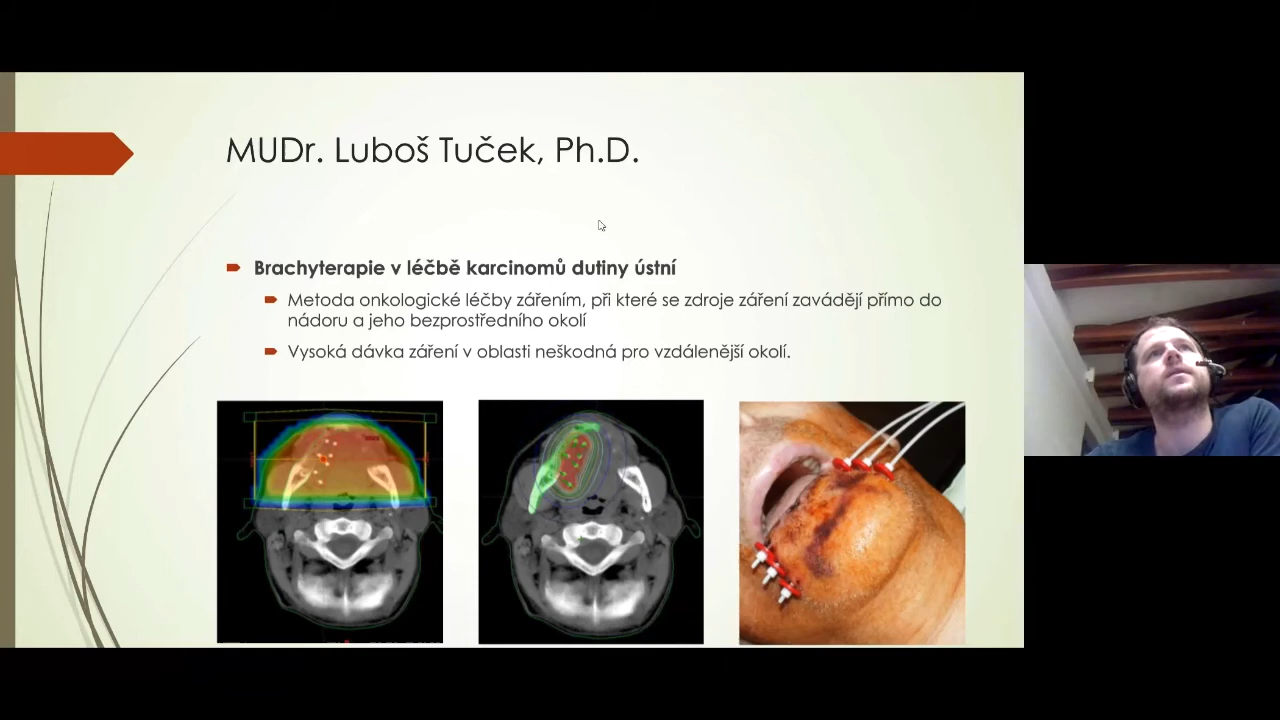 MUDr. Luboš Tuček, Ph.D.
Brachyterapie v léčbě karcinomů dutiny ústní
Metoda onkologické léčby zářením, při které se zdroje záření zavádějí přímo do
nádoru a jeho bezprostředního okolí
Vysoká dávka záření v oblasti neškodná pro vzdálenější okolí.